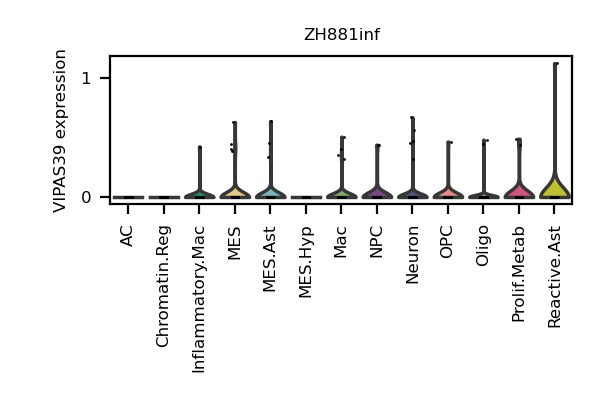 ZH881inf
VIPAS39 expression
1
0
AC
Chromatin.Reg
Inflammatory.Mac
MES
MES.Ast
MES.Hyp
Mac
NPC
Neuron
OPC
Oligo
Prolif.Metab
Reactive.Ast